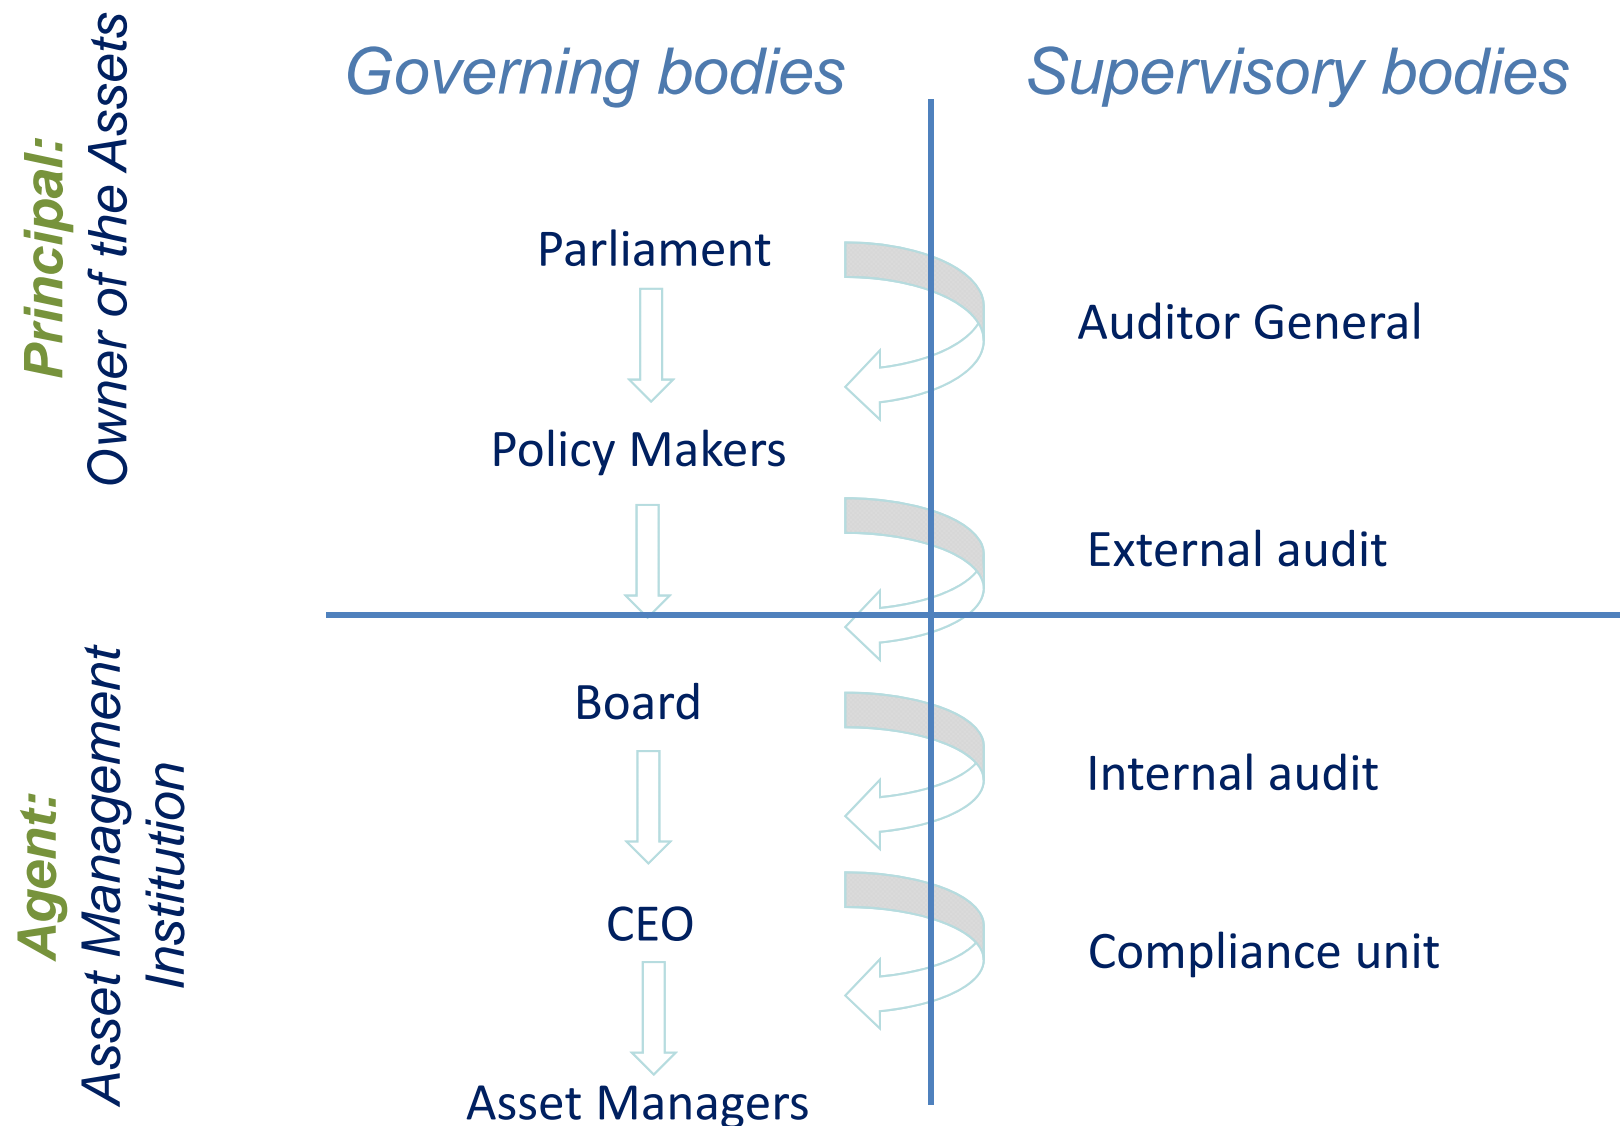 Governing bodies
Supervisory bodies
Principal:
Owner of the Assets
Parliament
Auditor General
Policy Makers
External audit
Agent:
Asset Management
Institution
Board
Internal audit
CEO
Compliance unit
Asset Managers